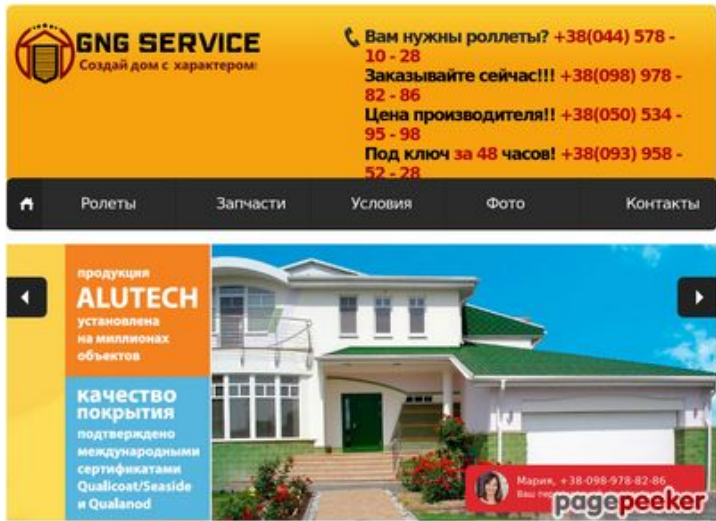 GNG SERVICE
Создай дом с характером
Вам нужны роллеты? +38(044) 578 -
10 - 28
Заказывайте сейчас!!! +38(098) 978 -
82 - 86
Цена производителя!! +38(050) 534 -
95 - 98
Под ключ за 48 часов! +38(093) 958 -
52 - 28
Ролеты Запчасти Условия Фото Контакты
продукция
ALUTECH
установлена
на миллионах
объектов
качество
покрытия
подтверждено
международными
сертификатами
Qualicoat/Seaside
и Qualanod
Мария, +38-098-978-82-86
Ваш
pagepeeker